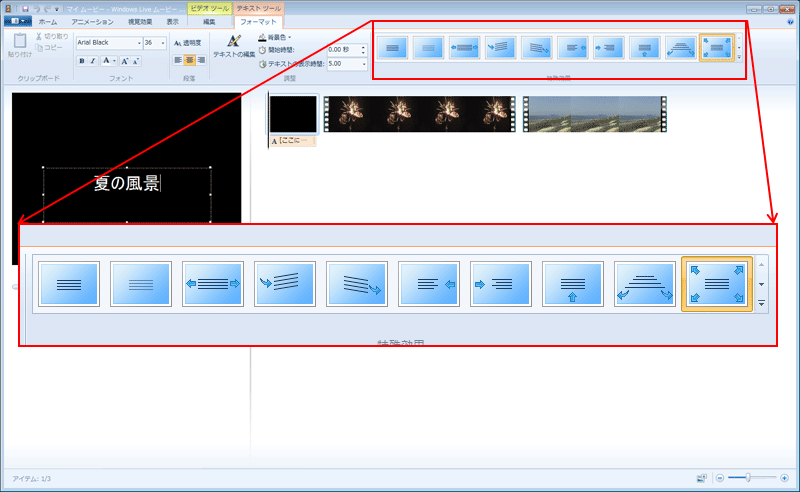 マイ ムービー - Windows Live ムービー ...
ビデオ ツール
テキスト ツール
ホーム
アニメーション
視覚効果
表示
編集
フォーマット
貼り付け
切り取り
コピー
クリップボード
Arial Black
36
B I A A A
フォント
透明度
段落
テキストの編集
背景色
開始時間:
0.00 秒
テキストの表示時間:
5.00
調整
特殊効果
夏の風景
A [ここに ...
特殊効果
アイテム: 1/3